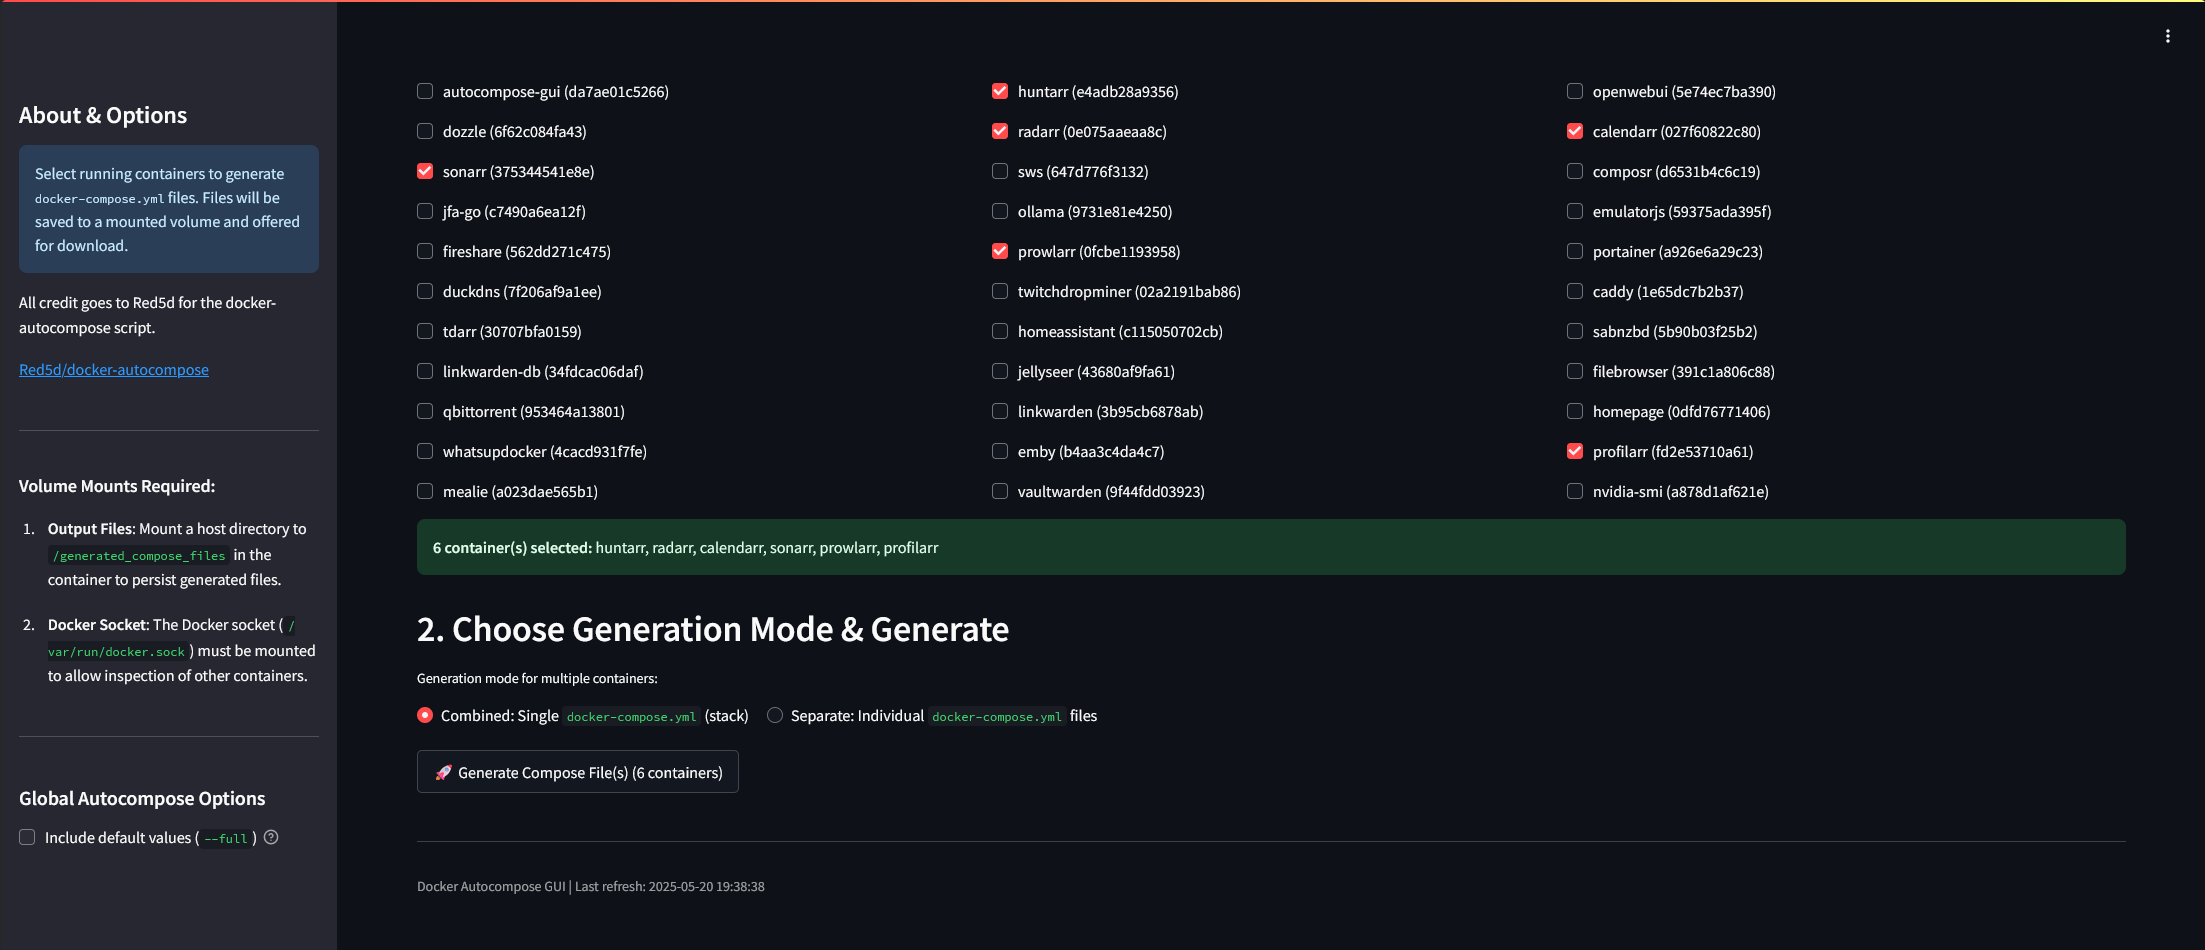 About & Options
Select running containers to generate
docker-compose.yml files. Files will be
saved to a mounted volume and offered
for download.
All credit goes to Red5d for the docker-
autocompose script.
Red5d/docker-autocompose
Volume Mounts Required:
1. Output Files: Mount a host directory to
/generated_compose_files in the
container to persist generated files.
2. Docker Socket: The Docker socket ( /
var/run/docker.sock ) must be mounted
to allow inspection of other containers.
Global Autocompose Options
Include default values ( --full )
autocompose-gui (da7ae01c5266)
huntarr (e4adb28a9356)
openwebui (5e74ec7ba390)
dozzle (6f62c084fa43)
radarr (0e075aaeaa8c)
calendarr (027f60822c80)
sonarr (375344541e8e)
sws (647d776f3132)
composr (d6531b4c6c19)
jfa-go (c7490a6ea12f)
ollama (9731e81e4250)
emulatorjs (59375ada395f)
fireshare (562dd271c475)
prowlarr (0fcbe1193958)
portainer (a926e6a29c23)
duckdns (7f206af9a1ee)
twitchdropminer (02a2191bab86)
caddy (1e65dc7b2b37)
tdarr (30707bfa0159)
homeassistant (c115050702cb)
sabnzbd (5b90b03f25b2)
linkwarden-db (34fdcac06daf)
jellyseer (43680af9fa61)
filebrowser (391c1a806c88)
qbittorrent (953464a13801)
linkwarden (3b95cb6878ab)
homepage (0dfd76771406)
whatsupdocker (4cacd931f7fe)
emby (b4aa3c4da4c7)
profilarr (fd2e53710a61)
mealie (a023dae565b1)
vaultwarden (9f44fdd03923)
nvidia-smi (a878d1af621e)
6 container(s) selected: huntarr, radarr, calendarr, sonarr, prowlarr, profilarr
2. Choose Generation Mode & Generate
Generation mode for multiple containers:
Combined: Single docker-compose.yml (stack) Separate: Individual docker-compose.yml files
🚀 Generate Compose File(s) (6 containers)
Docker Autocompose GUI | Last refresh: 2025-05-20 19:38:38